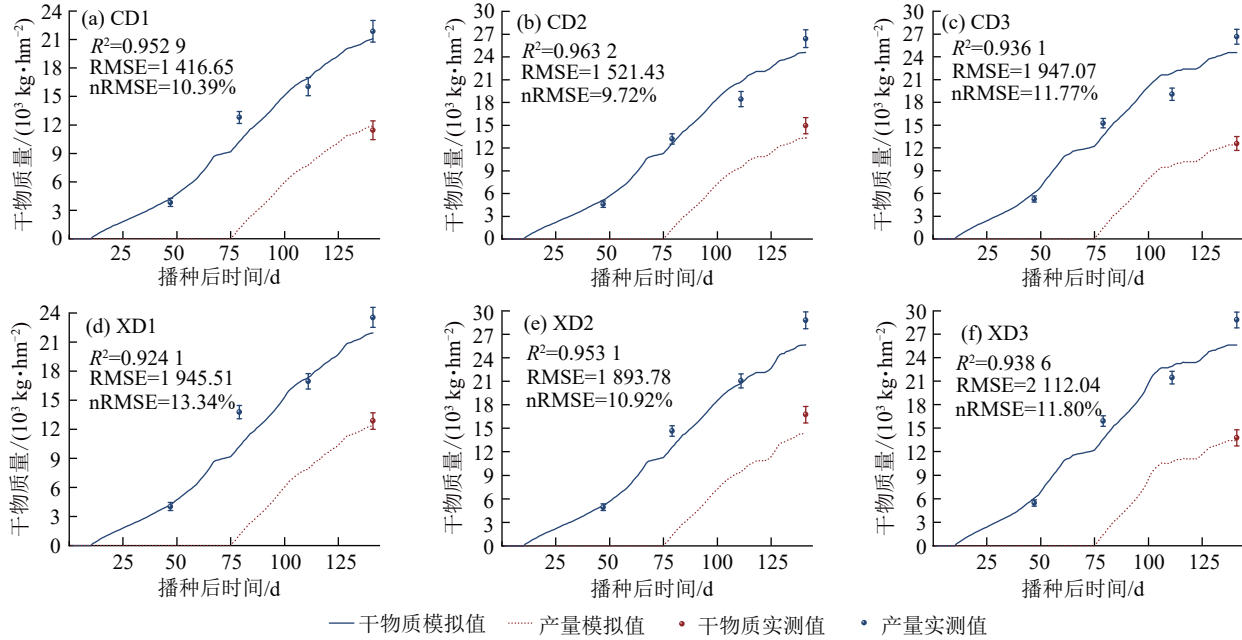 (a) CD1
R²=0.952 9
RMSE=1 416.65
nRMSE=10.39%
干物质量/(10³ kg·hm⁻²)
24
21
18
15
12
9
6
3
0
25 50 75 100 125
播种后时间/d
(b) CD2
R²=0.963 2
RMSE=1 521.43
nRMSE=9.72%
干物质量/(10³ kg·hm⁻²)
30
27
24
21
18
15
12
9
6
3
0
25 50 75 100 125
播种后时间/d
(c) CD3
R²=0.936 1
RMSE=1 947.07
nRMSE=11.77%
干物质量/(10³ kg·hm⁻²)
30
27
24
21
18
15
12
9
6
3
0
25 50 75 100 125
播种后时间/d
(d) XD1
R²=0.924 1
RMSE=1 945.51
nRMSE=13.34%
干物质量/(10³ kg·hm⁻²)
24
21
18
15
12
9
6
3
0
25 50 75 100 125
播种后时间/d
(e) XD2
R²=0.953 1
RMSE=1 893.78
nRMSE=10.92%
干物质量/(10³ kg·hm⁻²)
30
27
24
21
18
15
12
9
6
3
0
25 50 75 100 125
播种后时间/d
(f) XD3
R²=0.938 6
RMSE=2 112.04
nRMSE=11.80%
干物质量/(10³ kg·hm⁻²)
30
27
24
21
18
15
12
9
6
3
0
25 50 75 100 125
播种后时间/d
干物质模拟值 产量模拟值 干物质实测值 产量实测值